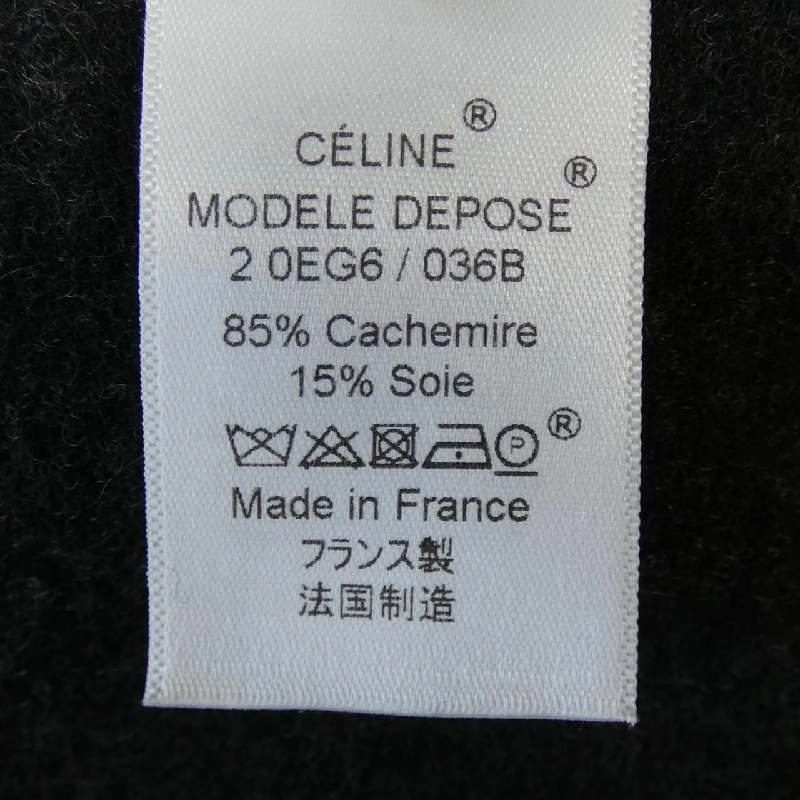 CÉLINE®
MODELE DEPOSE®
2 0EG6 / 036B
85% Cachemire
15% Soie
P ®
Made in France
フランス製
法国制造